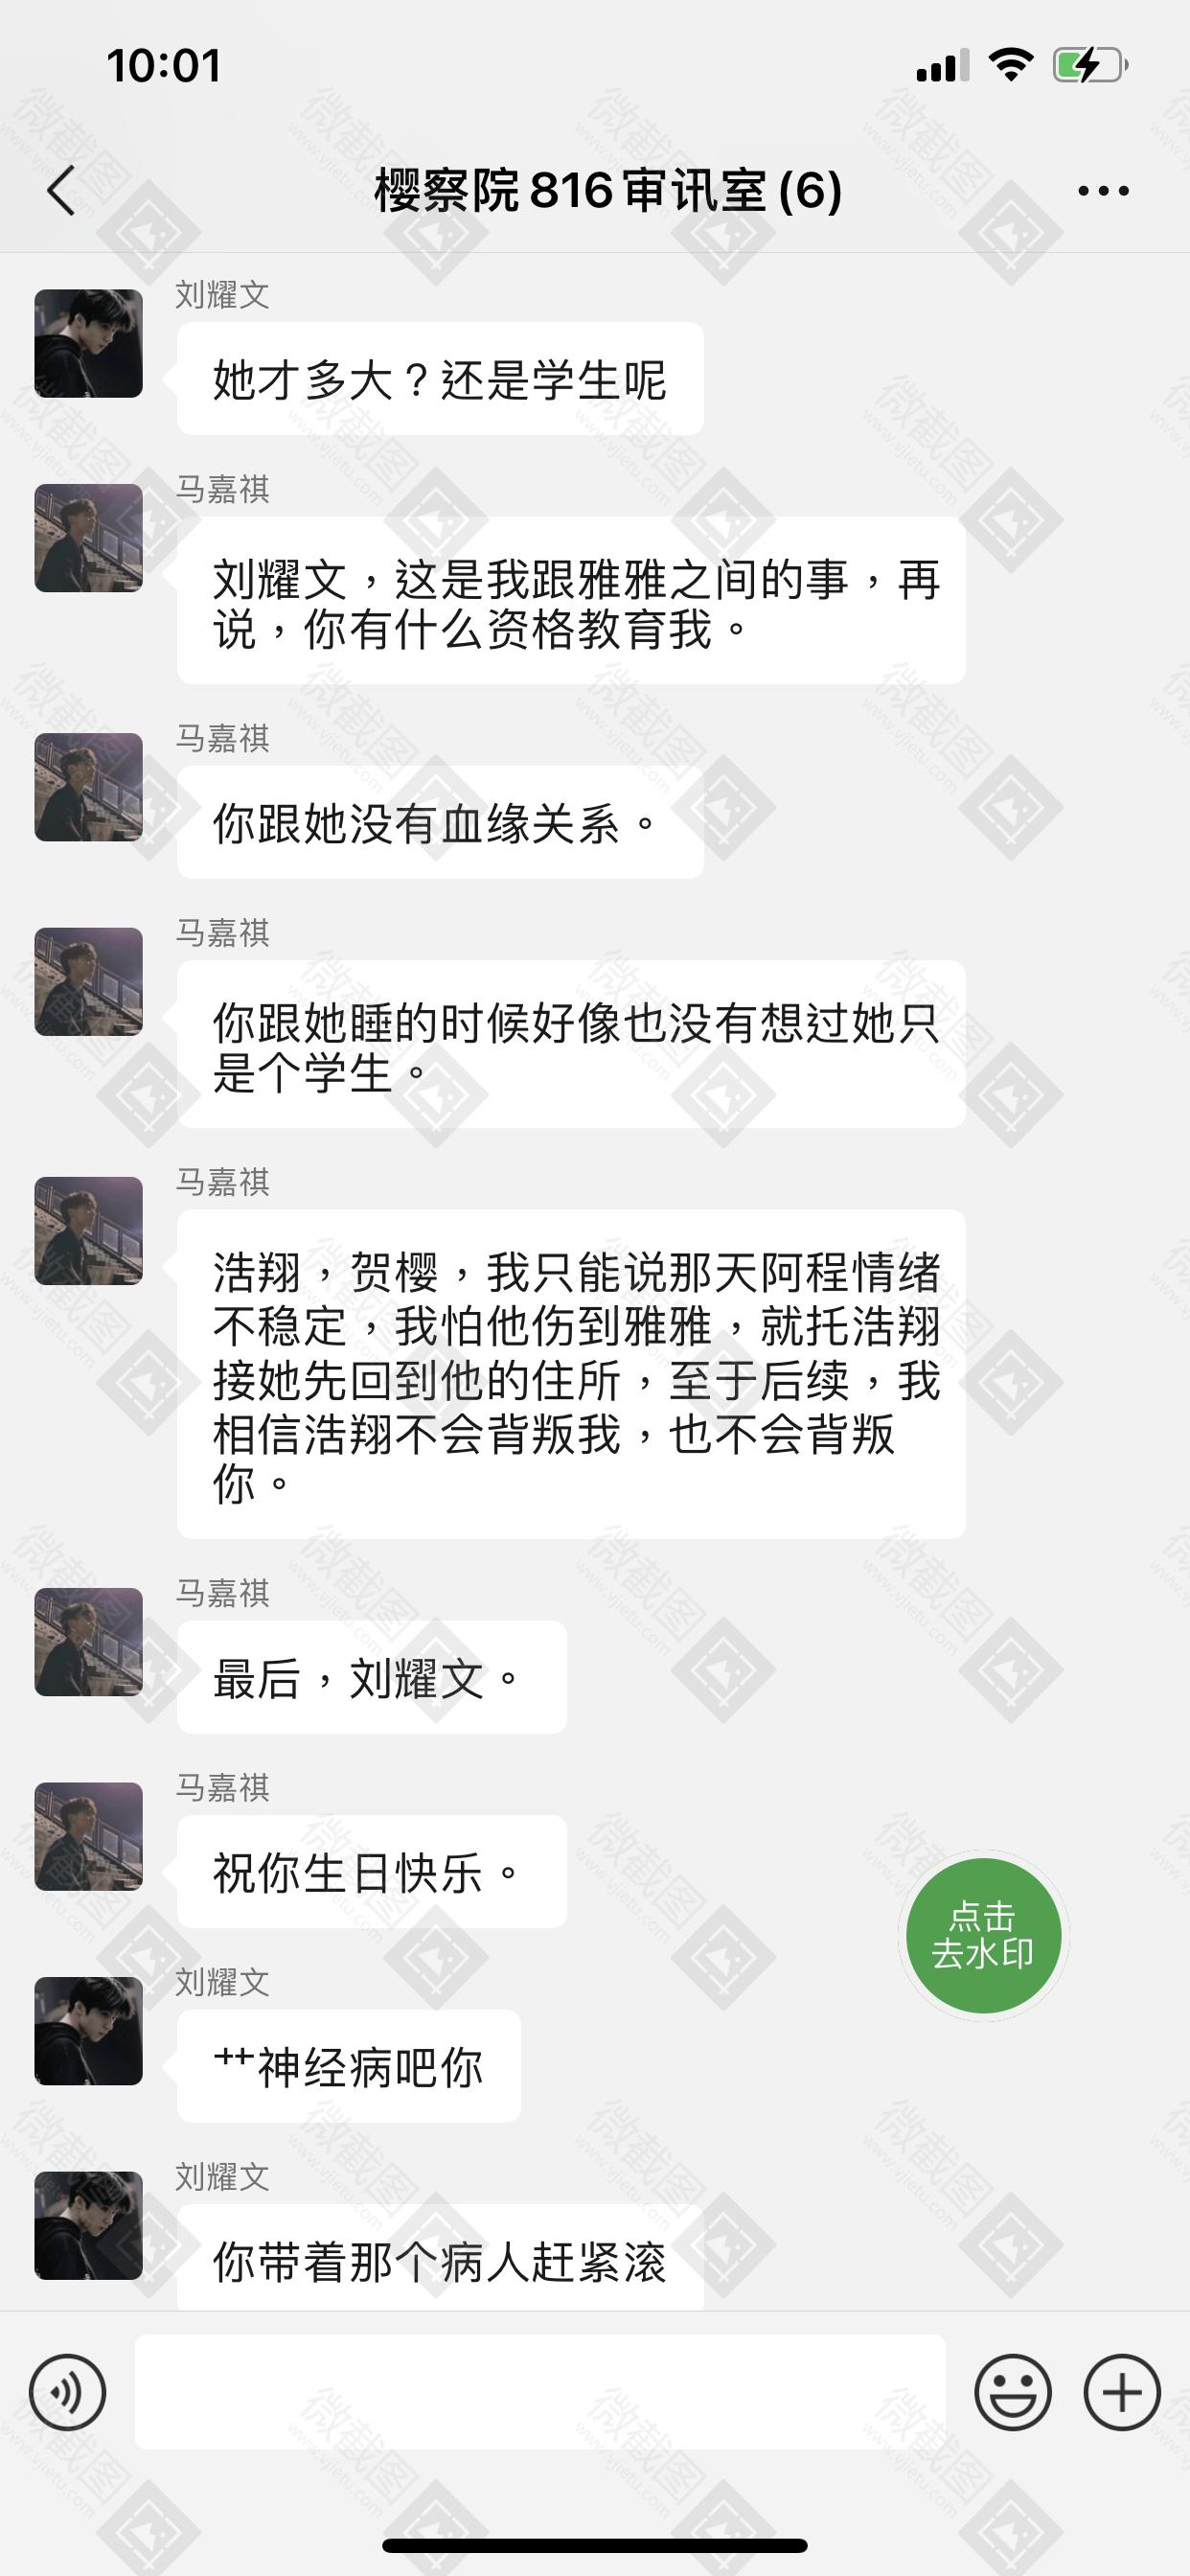 10:01
樱察院816审讯室(6)
刘耀文
她才多大？还是学生呢
马嘉祺
刘耀文，这是我跟雅雅之间的事，再
说，你有什么资格教育我。
马嘉祺
你跟她没有血缘关系。
马嘉祺
你跟她睡的时候好像也没有想过她只
是个学生。
马嘉祺
浩翔，贺樱，我只能说那天阿程情绪
不稳定，我怕他伤到雅雅，就托浩翔
接她先回到他的住所，至于后续，我
相信浩翔不会背叛我，也不会背叛
你。
马嘉祺
最后，刘耀文。
马嘉祺
祝你生日快乐。
点击
去水印
刘耀文
艹神经病吧你
刘耀文
你带着那个病人赶紧滚
微截图
www.vjietu.com